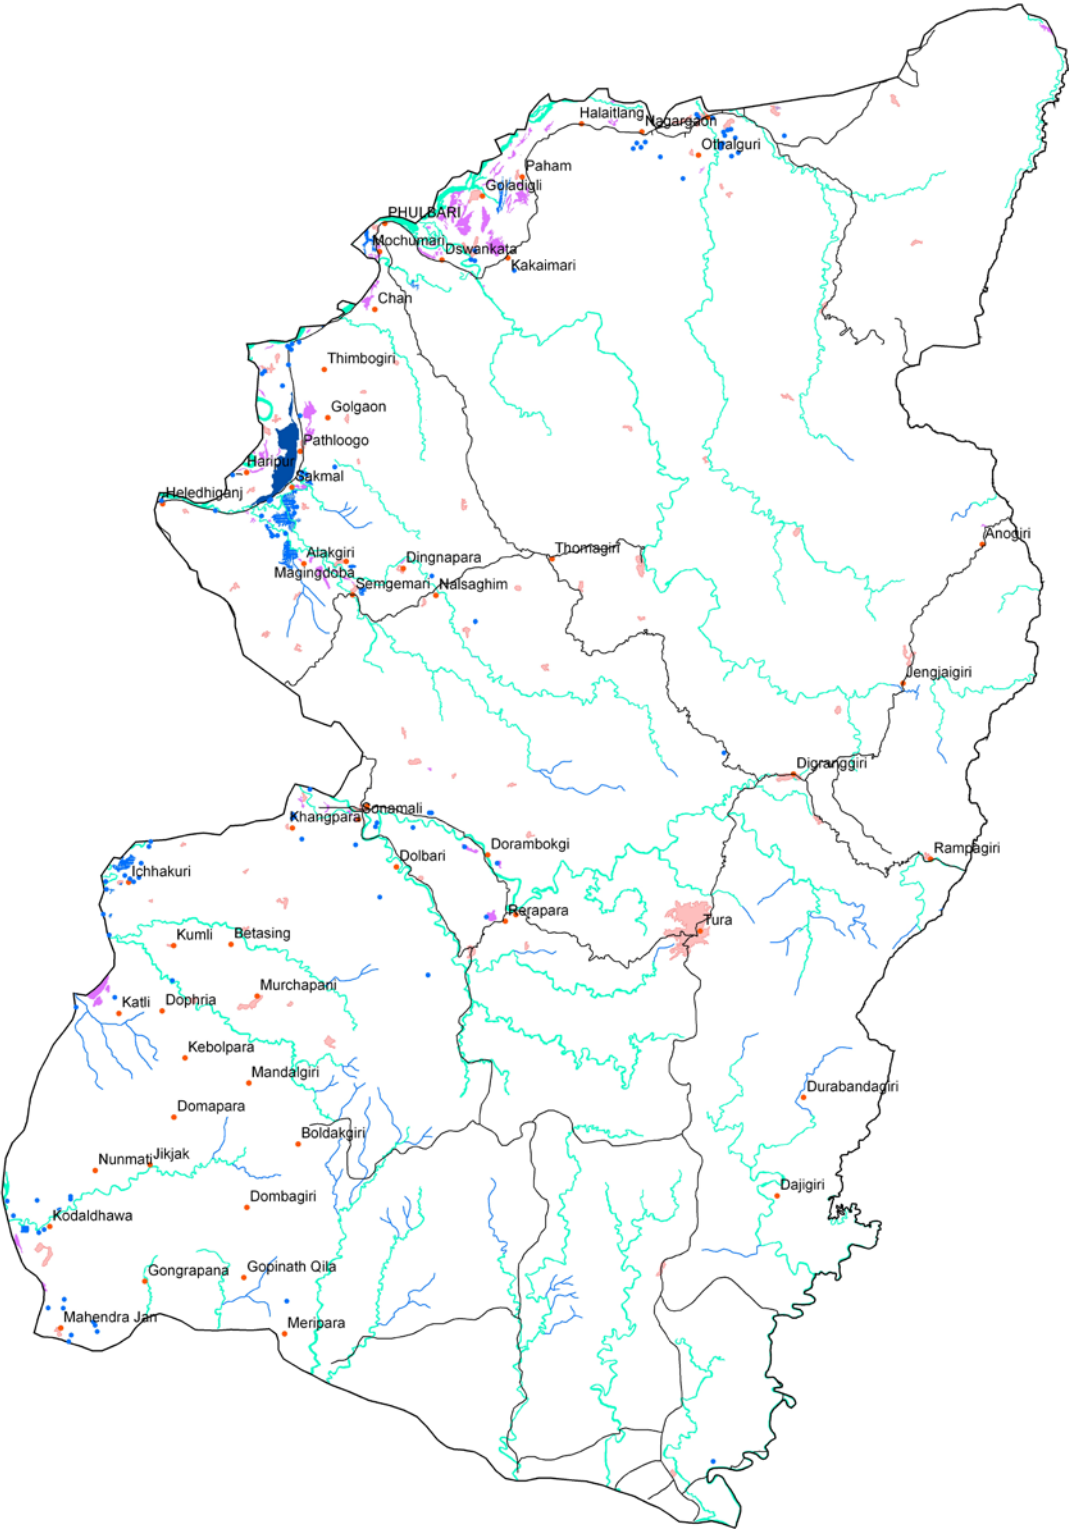 Halaitlang
Nagargaon
Othalguri
Paham
Goladigli
PHULBARI
Mochumari
Dswankata
Kakaimari
Chan
Thimbogiri
Golgaon
Pathloogo
Haripur
Sakmal
Heledhiganj
Anogiri
Thomagiri
Alakgiri
Dingnapara
Magingdoba
Semgemari
Nalsaghim
Jengjaigiri
Digranggiri
Sonamali
Khangpara
Dorambokgi
Rampagiri
Dolbari
Ichhakuri
Rerapara
Tura
Kumli
Betasing
Murchapani
Katli
Dophria
Kebolpara
Mandalgiri
Durabandagiri
Domapara
Boldakgiri
Nunmati
Jikjak
Dajigiri
Dombagiri
Kodaldhawa
Gongrapana
Gopinath Qila
Mahendra Jan
Meripara